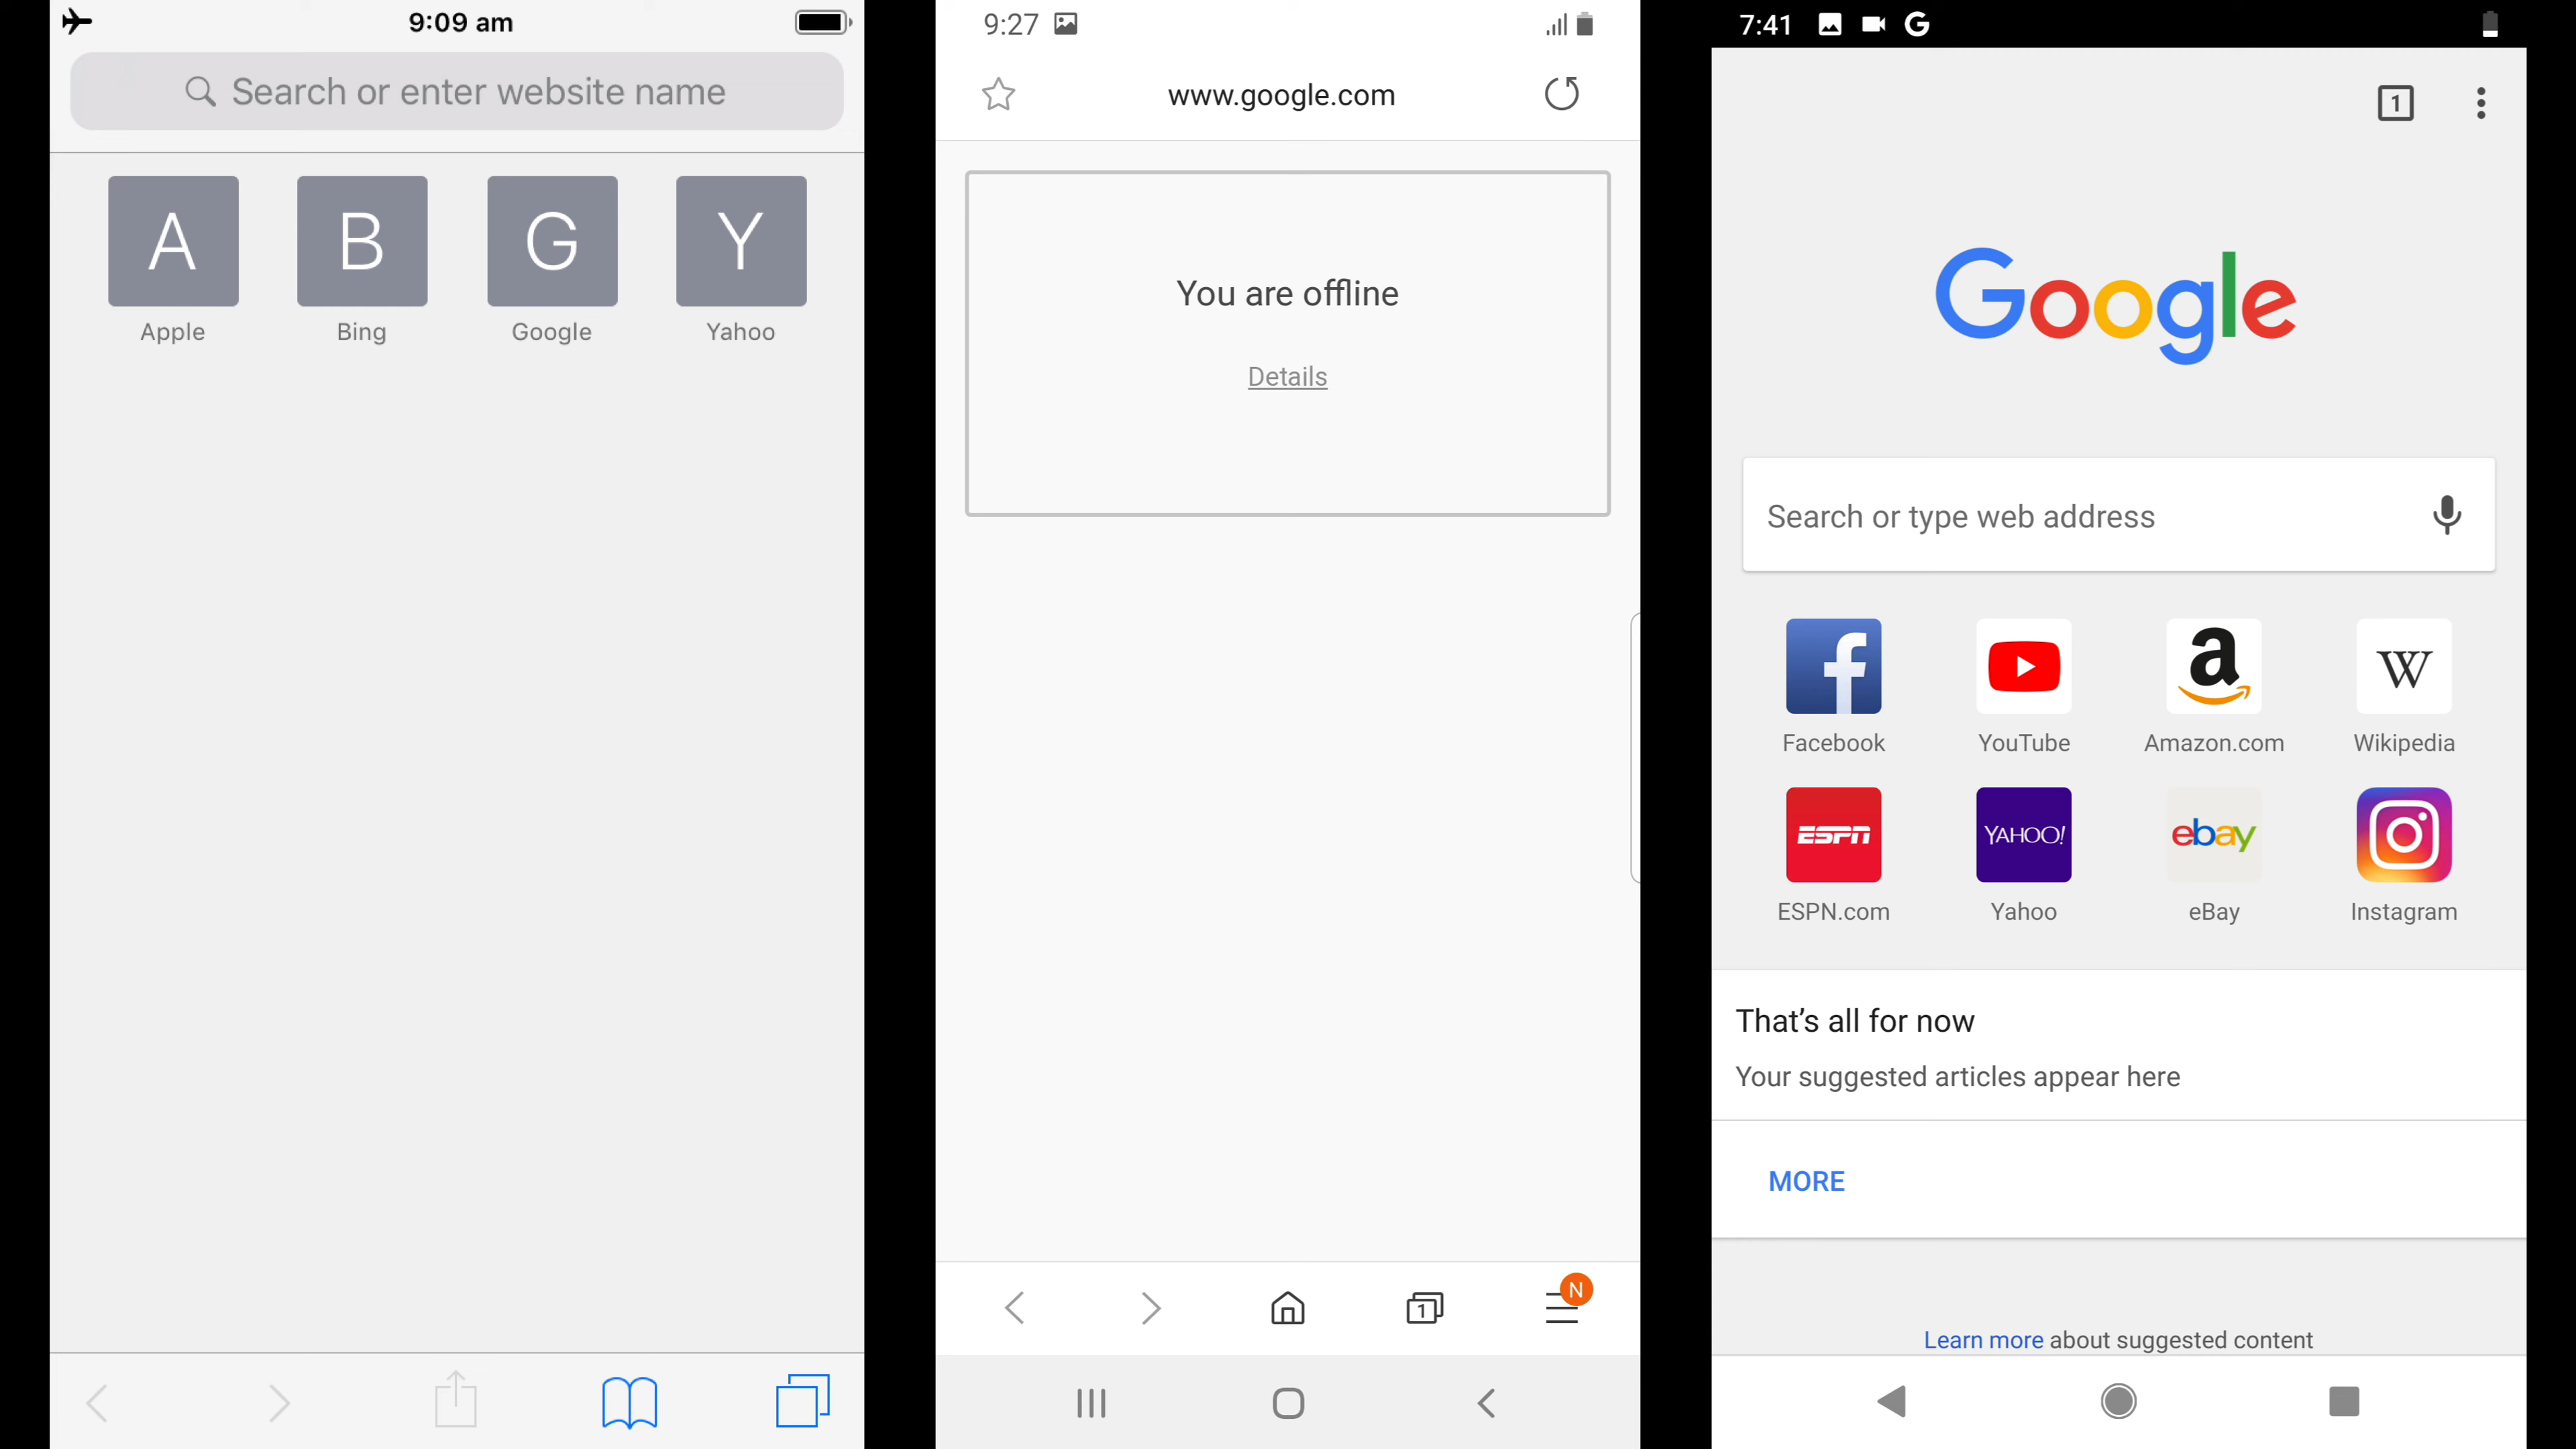 9:09 am
Search or enter website name
A B G Y
Apple Bing Google Yahoo
9:27
www.google.com
You are offline
Details
1
N
7:41 G
1
Google
Search or type web address
f a W
Facebook YouTube Amazon.com Wikipedia
ESPN YAHOO! ebay
ESPN.com Yahoo eBay Instagram
That’s all for now
Your suggested articles appear here
MORE
Learn more about suggested content